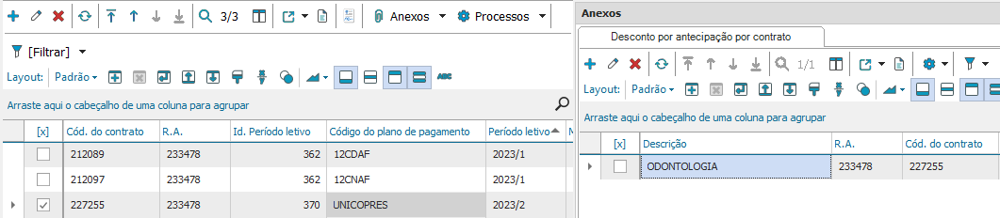 3/3 Anexos Processos
[Filtrar]
Layout: Padrão ABC
Arraste aqui o cabeçalho de uma coluna para agrupar
[x] Cód. do contrato R.A. Id. Período letivo Código do plano de pagamento Período letivo
212089 233478 362 12CDAF 2023/1
212097 233478 362 12CNAF 2023/1
227255 233478 370 UNICOPRES 2023/2
Anexos
Desconto por antecipação por contrato
1/1
Layout: Padrão
Arraste aqui o cabeçalho de uma coluna para agrupar
[x] Descrição R.A. Cód. do contrato
ODONTOLOGIA 233478 227255